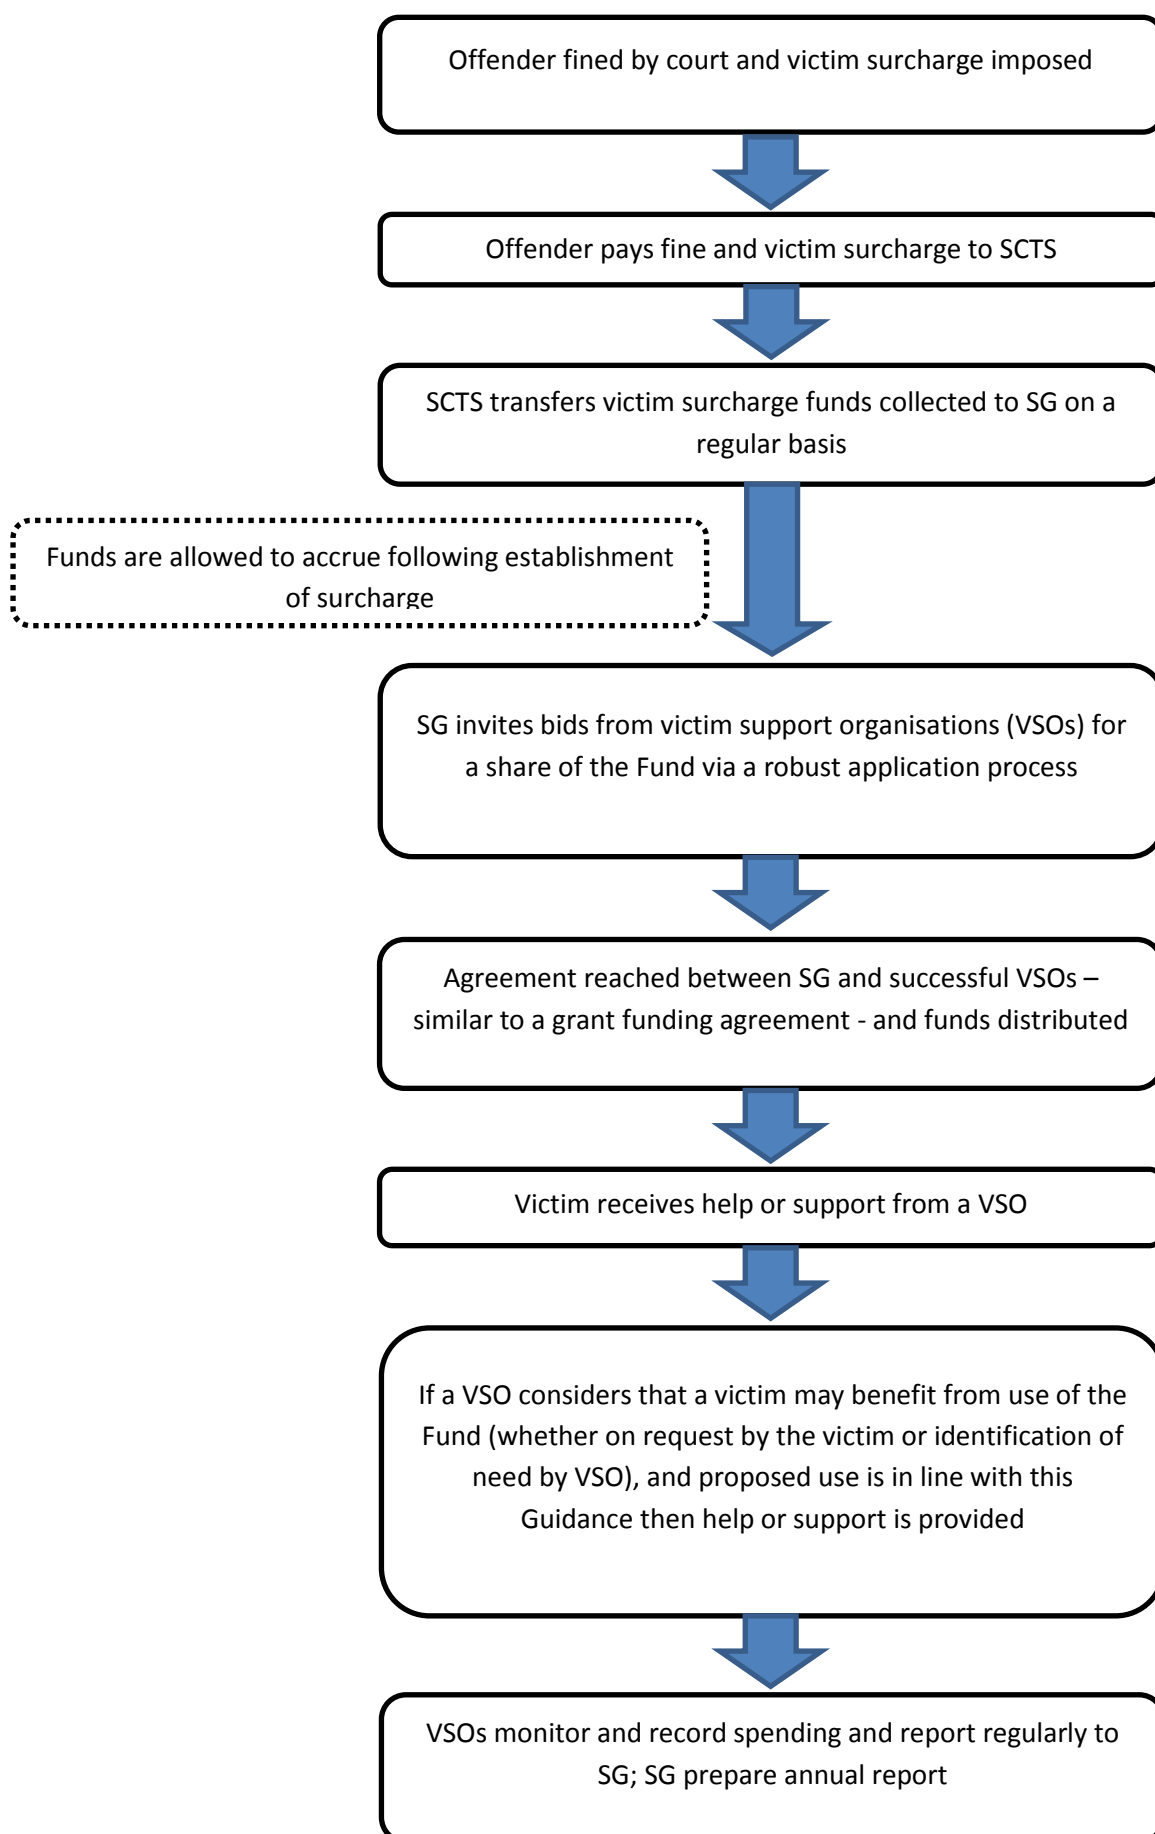 Offender fined by court and victim surcharge imposed
Offender pays fine and victim surcharge to SCTS
SCTS transfers victim surcharge funds collected to SG on a
regular basis
Funds are allowed to accrue following establishment
of surcharge
SG invites bids from victim support organisations (VSOs) for
a share of the Fund via a robust application process
Agreement reached between SG and successful VSOs –
similar to a grant funding agreement - and funds distributed
Victim receives help or support from a VSO
If a VSO considers that a victim may benefit from use of the
Fund (whether on request by the victim or identification of
need by VSO), and proposed use is in line with this
Guidance then help or support is provided
VSOs monitor and record spending and report regularly to
SG; SG prepare annual report